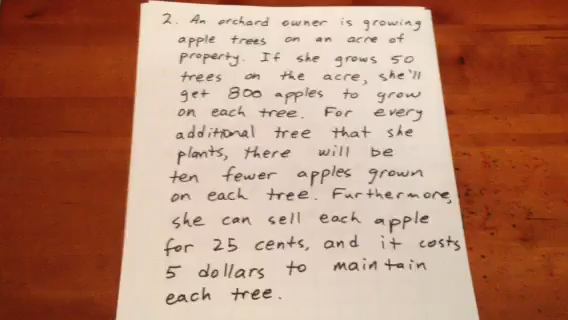 2. An orchard owner is growing
apple trees on an acre of
property. If she grows 50
trees on the acre, she'll
get 800 apples to grow
on each tree. For every
additional tree that she
plants, there will be
ten fewer apples grown
on each tree. Furthermore,
she can sell each apple
for 25 cents, and it costs
5 dollars to maintain
each tree.